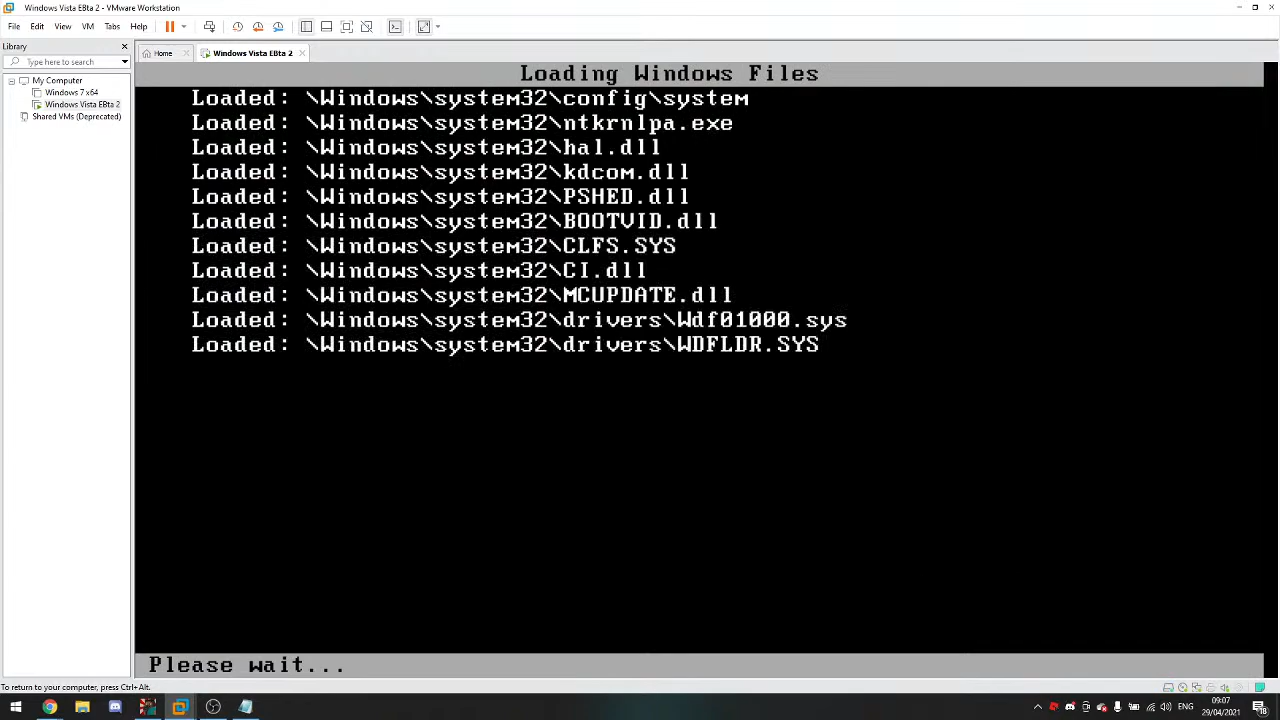 Windows Vista EBta 2 - VMware Workstation
File Edit View VM Tabs Help
Library
Type here to search
My Computer
Windows 7 x64
Windows Vista EBta 2
Shared VMs (Deprecated)
Home
Windows Vista EBta 2
Loading Windows Files
Loaded: \Windows\system32\config\system
Loaded: \Windows\system32\ntkrnlpa.exe
Loaded: \Windows\system32\hal.dll
Loaded: \Windows\system32\kdcom.dll
Loaded: \Windows\system32\PSHED.dll
Loaded: \Windows\system32\BOOTVID.dll
Loaded: \Windows\system32\CLFS.SYS
Loaded: \Windows\system32\CI.dll
Loaded: \Windows\system32\MCUPDATE.dll
Loaded: \Windows\system32\drivers\Wdf01000.sys
Loaded: \Windows\system32\drivers\WDFLDR.SYS
Please wait...
To return to your computer, press Ctrl+Alt.
ENG
09:07
29/04/2021